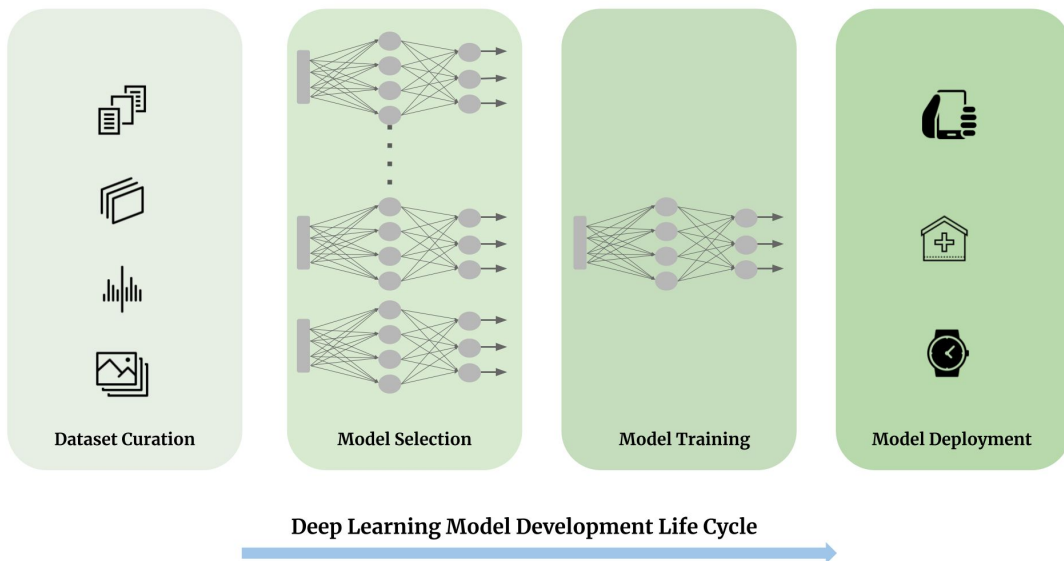 Dataset Curation
Model Selection
Model Training
Model Deployment
Deep Learning Model Development Life Cycle